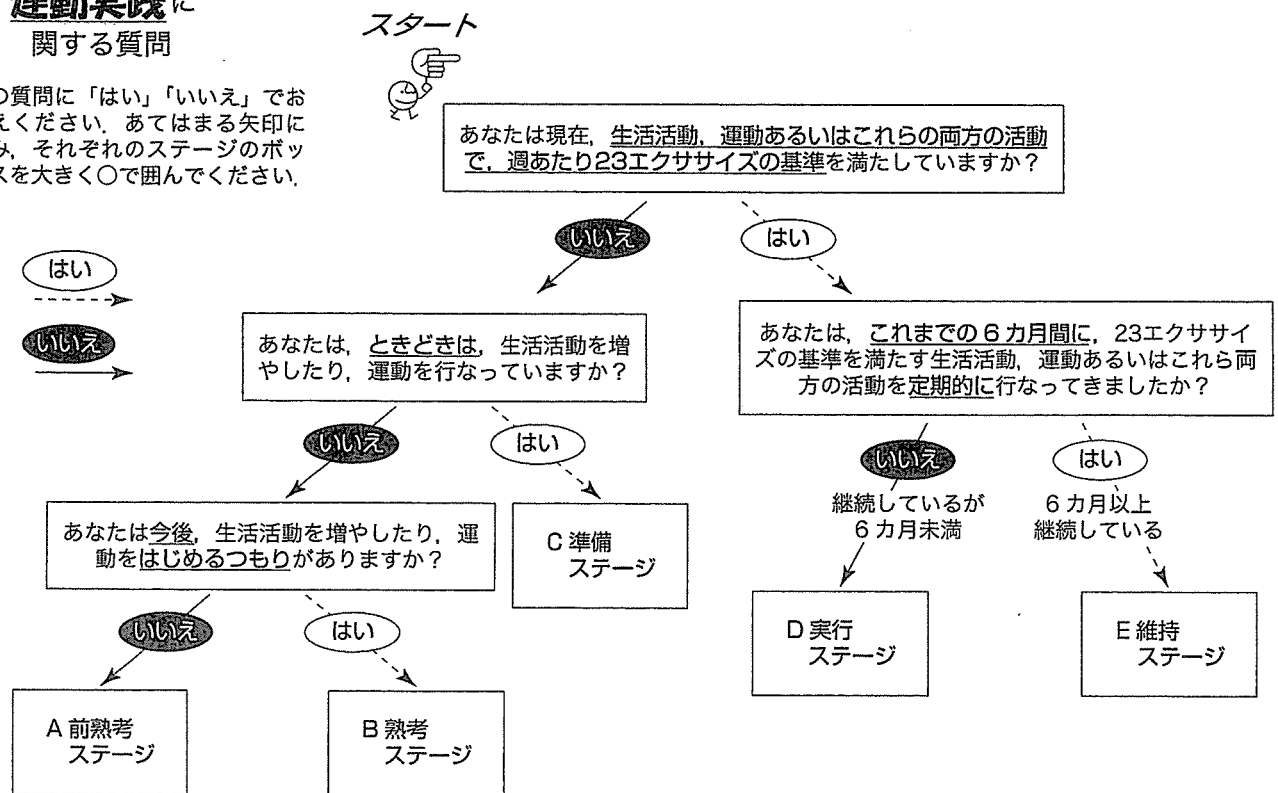 運動実践に
関する質問
の質問に「はい」「いいえ」でお
えください．あてはまる矢印に
み，それぞれのステージのボッ
スを大きく○で囲んでください．
はい
いいえ
スタート
あなたは現在，生活活動，運動あるいはこれらの両方の活動
で，週あたり23エクササイズの基準を満たしていますか？
いいえ
はい
あなたは，ときどきは，生活活動を増
やしたり，運動を行なっていますか？
あなたは，これまでの6カ月間に，23エクササイ
ズの基準を満たす生活活動，運動あるいはこれら両
方の活動を定期的に行なってきましたか？
いいえ
はい
いいえ
はい
継続しているが
6カ月未満
6カ月以上
継続している
あなたは今後，生活活動を増やしたり，運
動をはじめるつもりがありますか？
C 準備
ステージ
いいえ
はい
D 実行
ステージ
E 維持
ステージ
A 前熟考
ステージ
B 熟考
ステージ